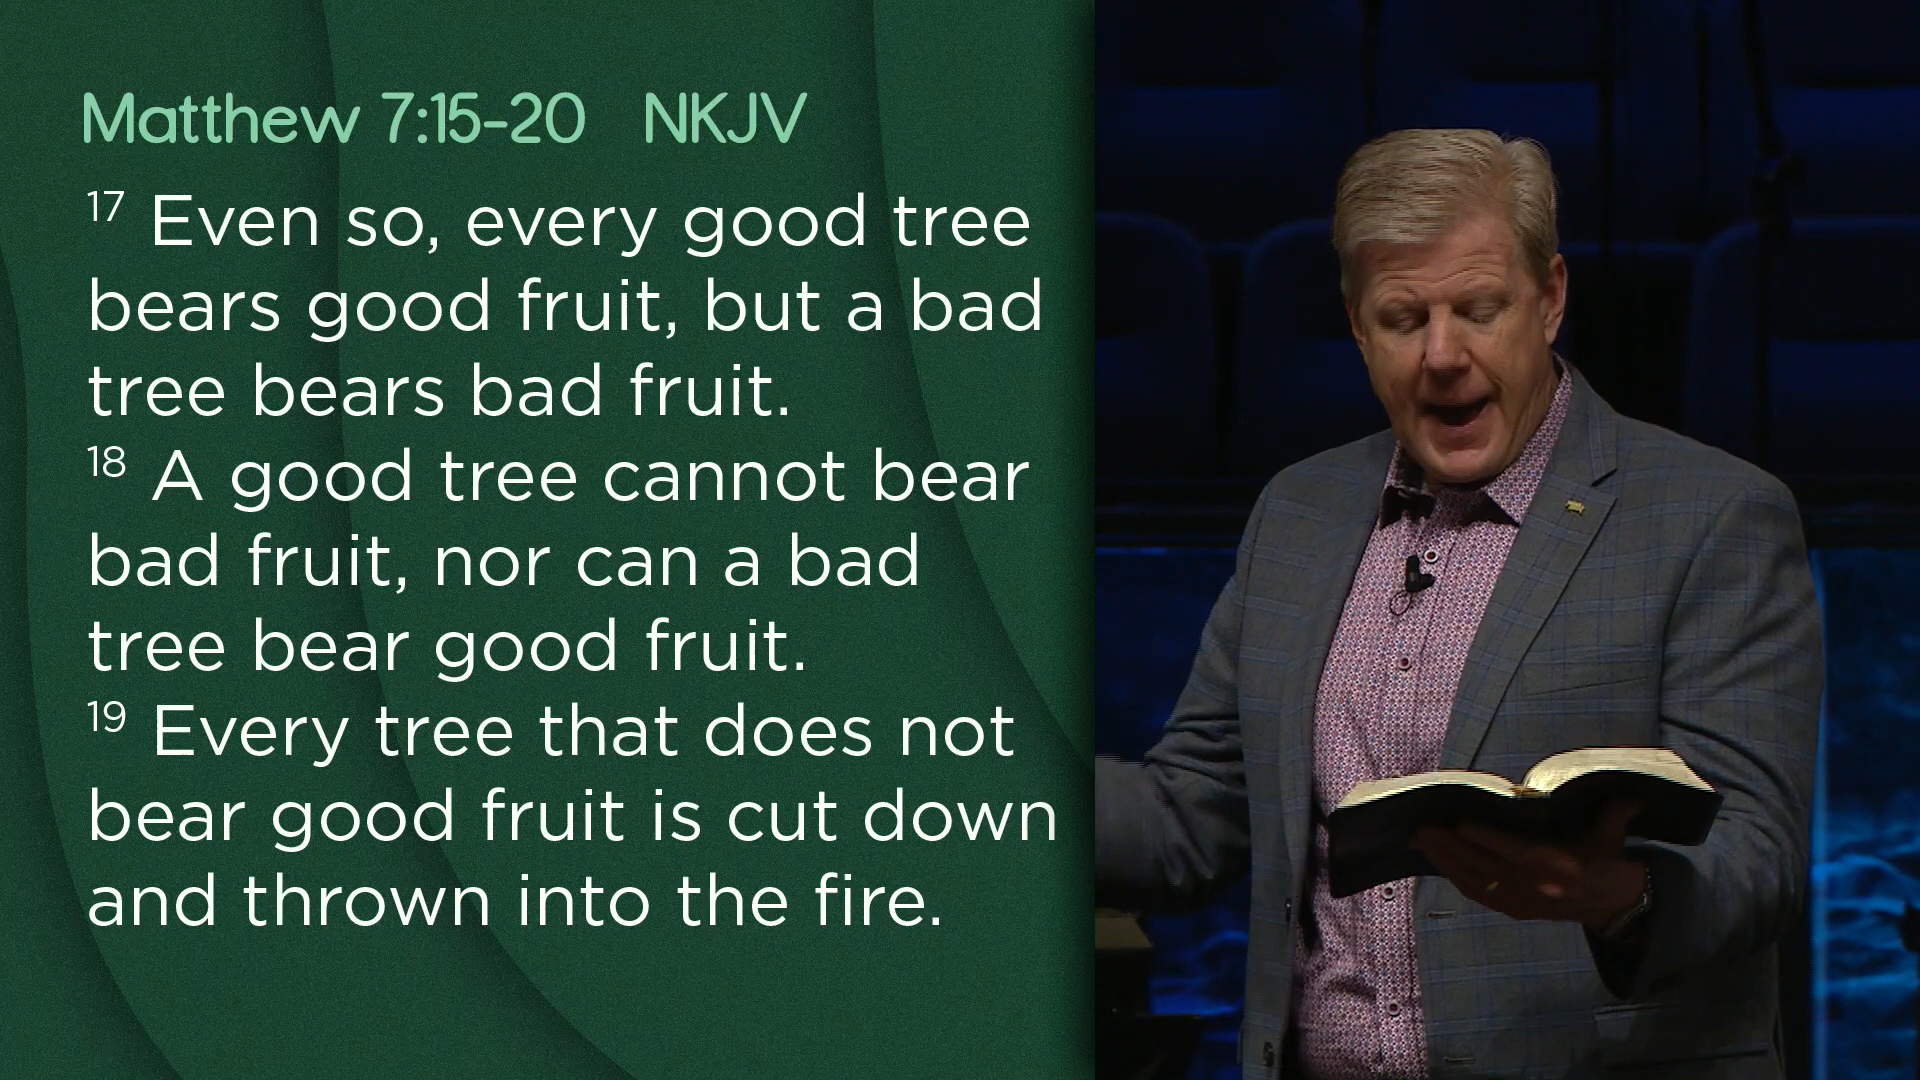 Matthew 7:15-20 NKJV
17 Even so, every good tree
bears good fruit, but a bad
tree bears bad fruit.
18 A good tree cannot bear
bad fruit, nor can a bad
tree bear good fruit.
19 Every tree that does not
bear good fruit is cut down
and thrown into the fire.